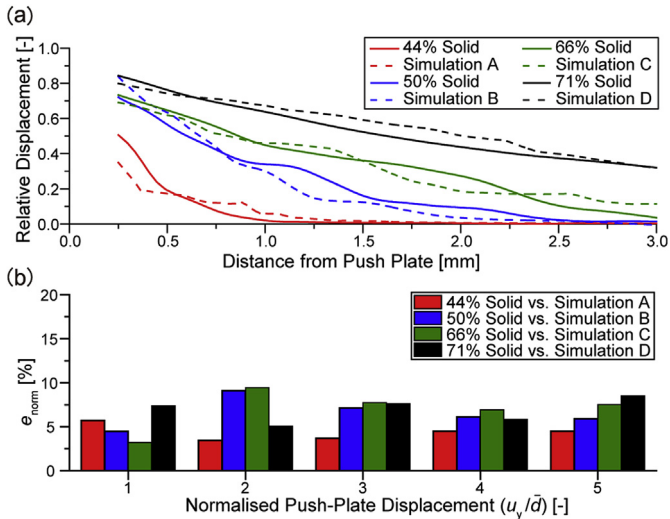 (a)
Relative Displacement [-]
1.0
0.8
0.6
0.4
0.2
0.0
44% Solid
Simulation A
50% Solid
Simulation B
66% Solid
Simulation C
71% Solid
Simulation D
0.0 0.5 1.0 1.5 2.0 2.5 3.0
Distance from Push Plate [mm]
(b)
e_norm [%]
20
15
10
5
0
44% Solid vs. Simulation A
50% Solid vs. Simulation B
66% Solid vs. Simulation C
71% Solid vs. Simulation D
1 2 3 4 5
Normalised Push-Plate Displacement (u_y/d̄) [-]